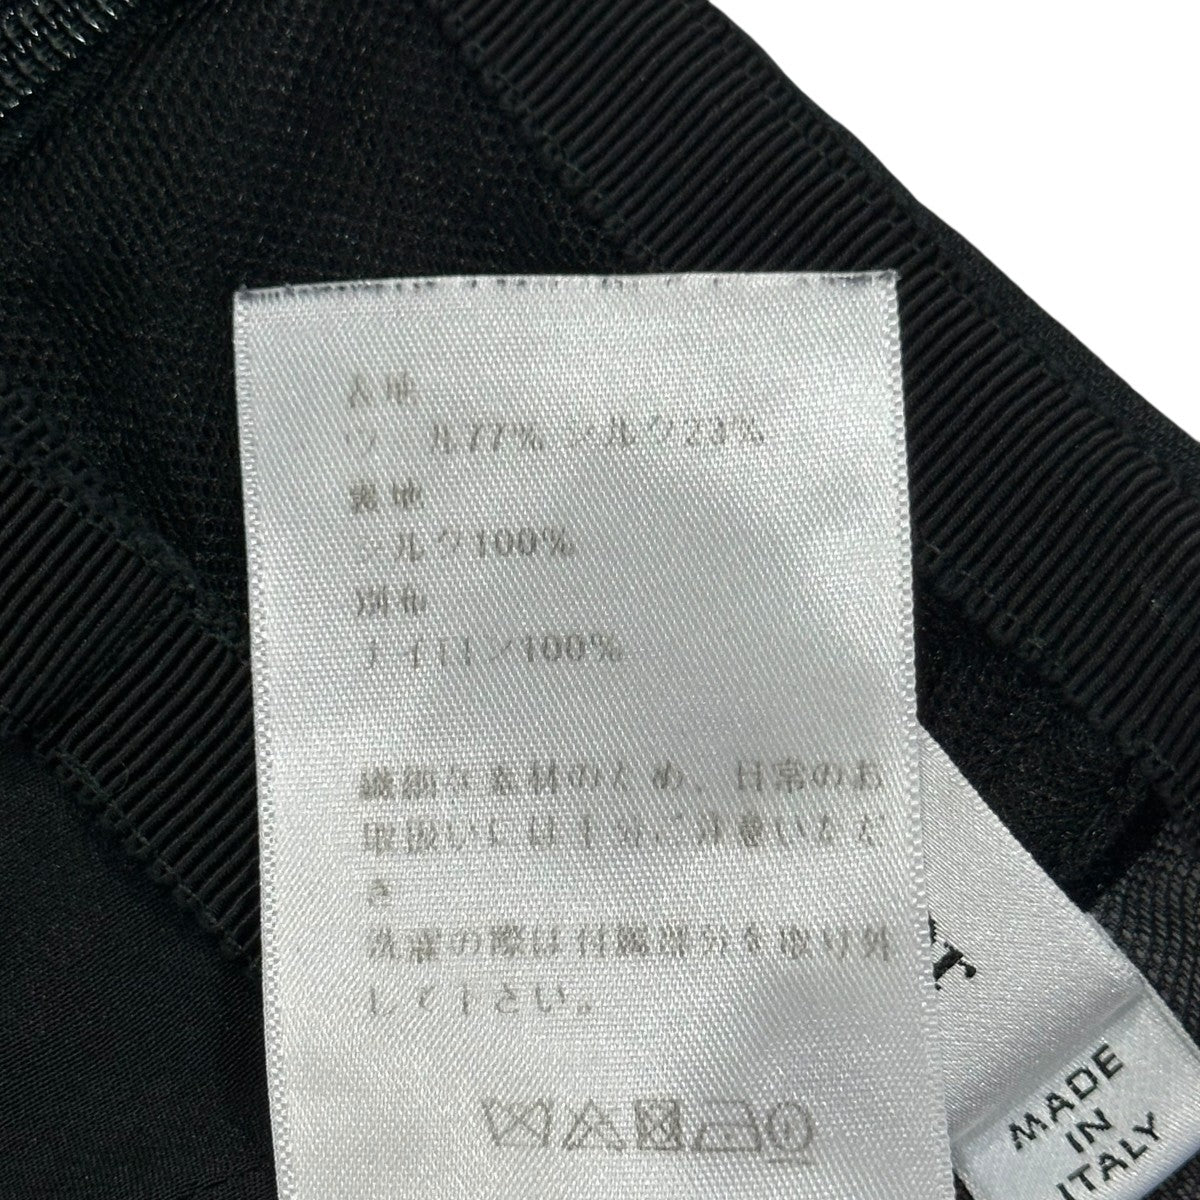 表地
ウール77% シルク23%
裏地
シルク100%
別布
ナイロン100%
繊細な素材のため、日常のお
取扱いには十分ご注意いただ
き
洗濯の際は付属部分を取り外
して下さい。
MADE
IN
ITALY